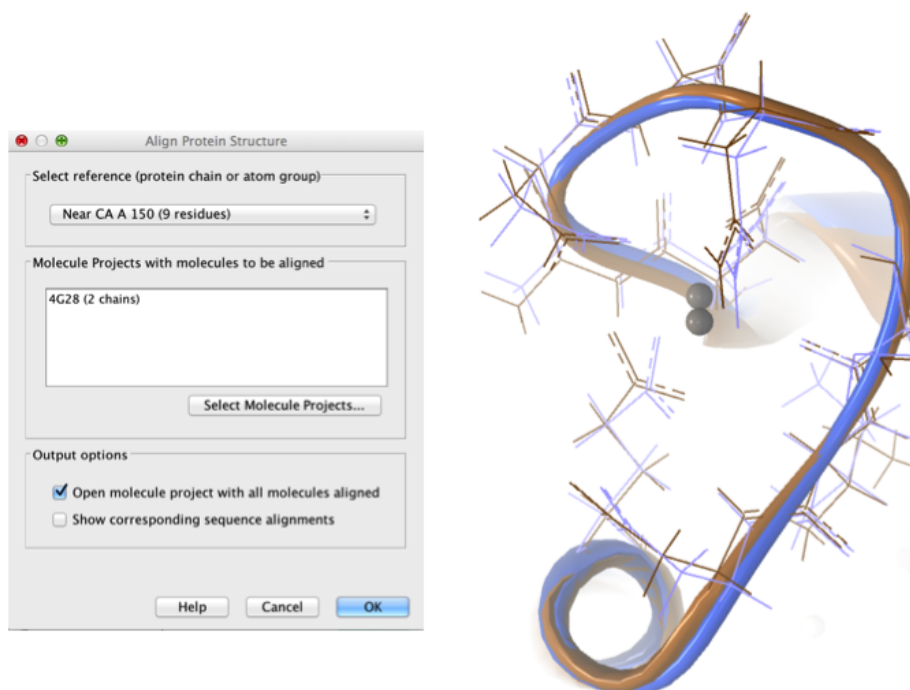 Align Protein Structure
Select reference (protein chain or atom group)
Near CA A 150 (9 residues)
Molecule Projects with molecules to be aligned
4G28 (2 chains)
Select Molecule Projects...
Output options
Open molecule project with all molecules aligned
Show corresponding sequence alignments
Help Cancel OK